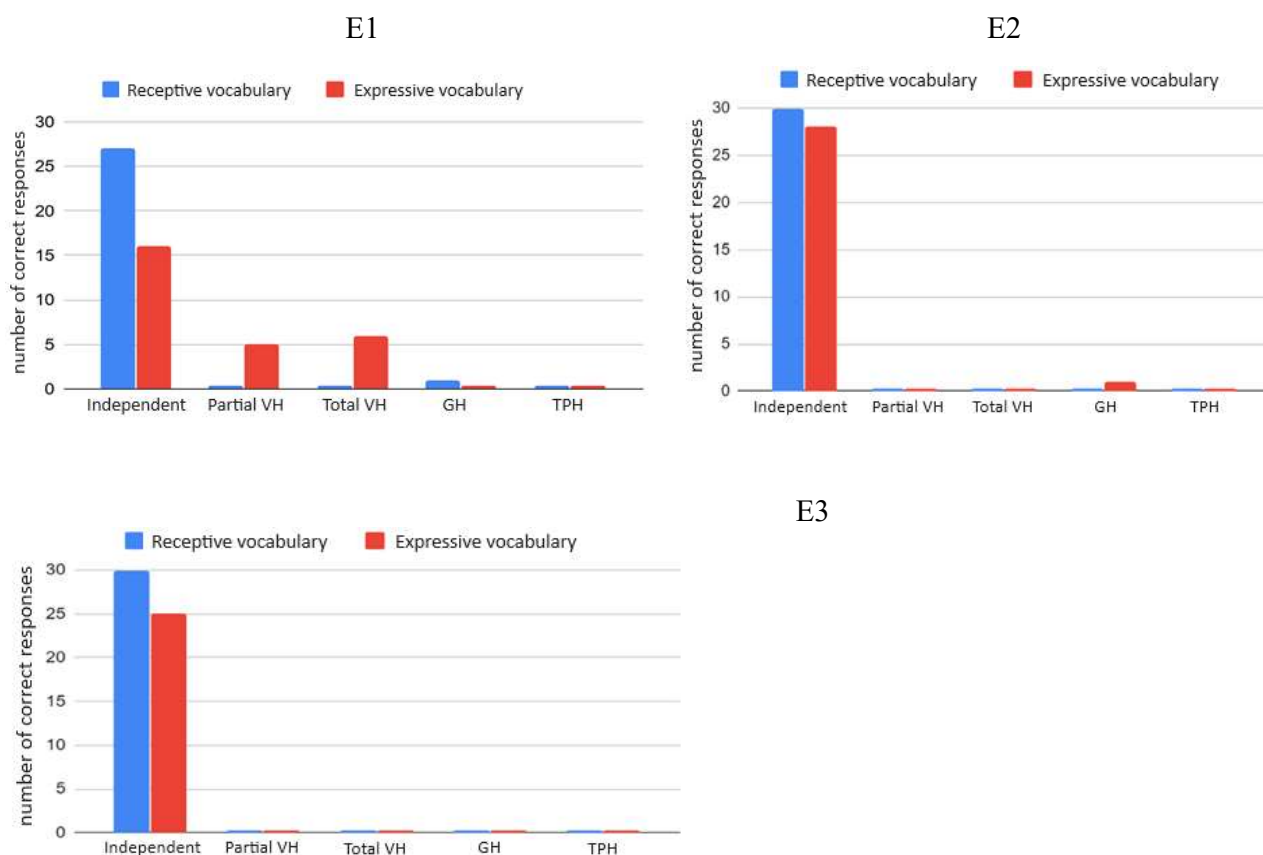 E1
Receptive vocabulary Expressive vocabulary
number of correct responses
30
25
20
15
10
5
0
Independent Partial VH Total VH GH TPH
E2
Receptive vocabulary Expressive vocabulary
number of correct responses
30
25
20
15
10
5
0
Independent Partial VH Total VH GH TPH
E3
Receptive vocabulary Expressive vocabulary
number of correct responses
30
25
20
15
10
5
0
Independent Partial VH Total VH GH TPH